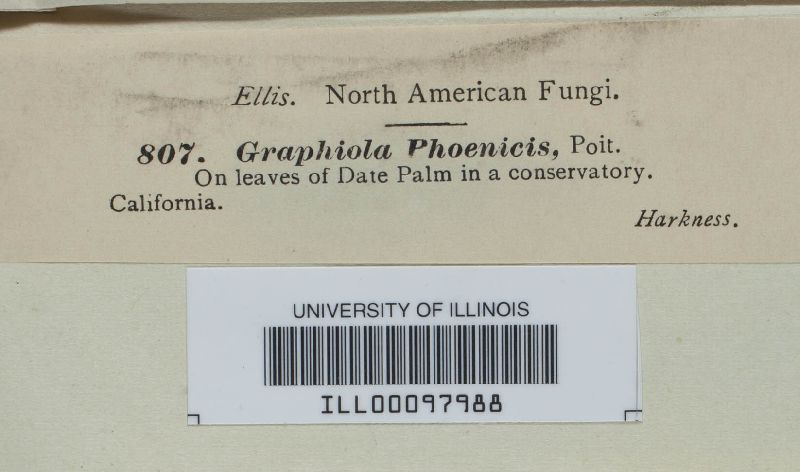 Ellis. North American Fungi.
807. Graphiola Phoenicis, Poit.
On leaves of Date Palm in a conservatory.
California.
Harkness.
UNIVERSITY OF ILLINOIS
ILL00097988